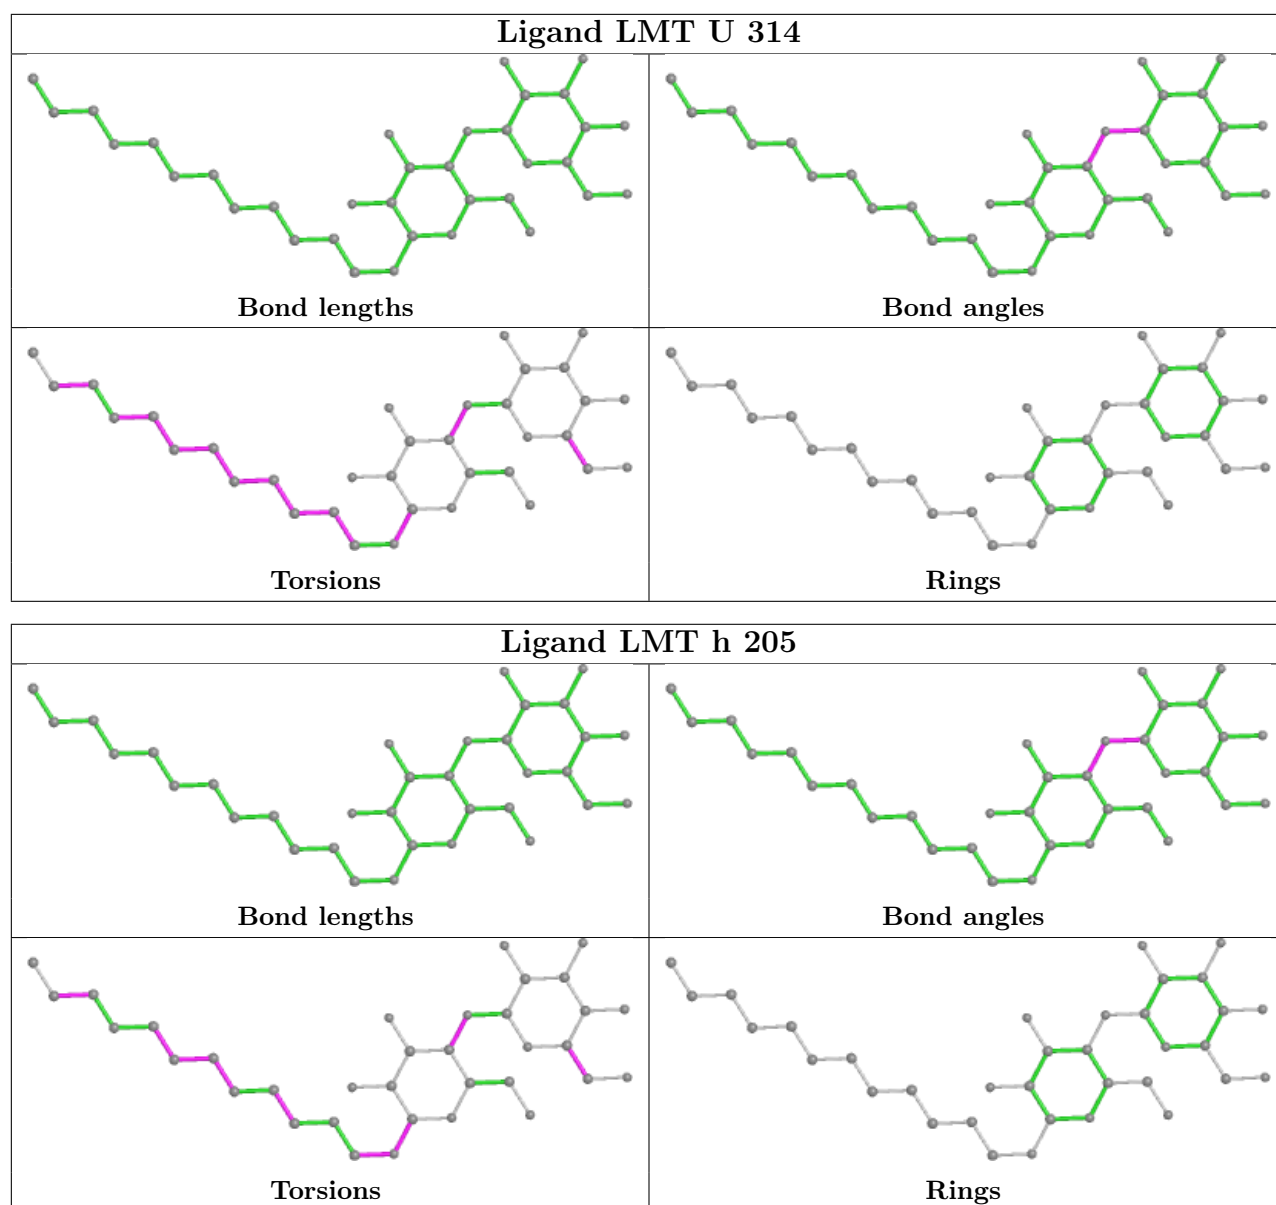 Ligand LMT U 314
Bond lengths
Bond angles
Torsions
Rings
Ligand LMT h 205
Bond lengths
Bond angles
Torsions
Rings